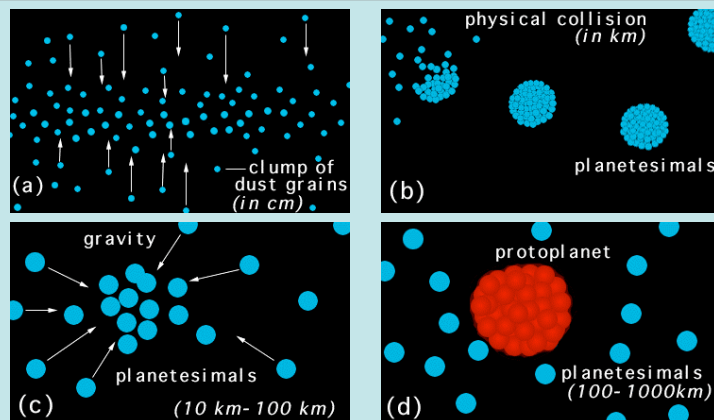 clump of
dust grains
(in cm)
(a)
physical collision
(in km)
planetesimals
(b)
gravity
planetesimals
(10 km-100 km)
(c)
protoplanet
planetesimals
(100-1000km)
(d)